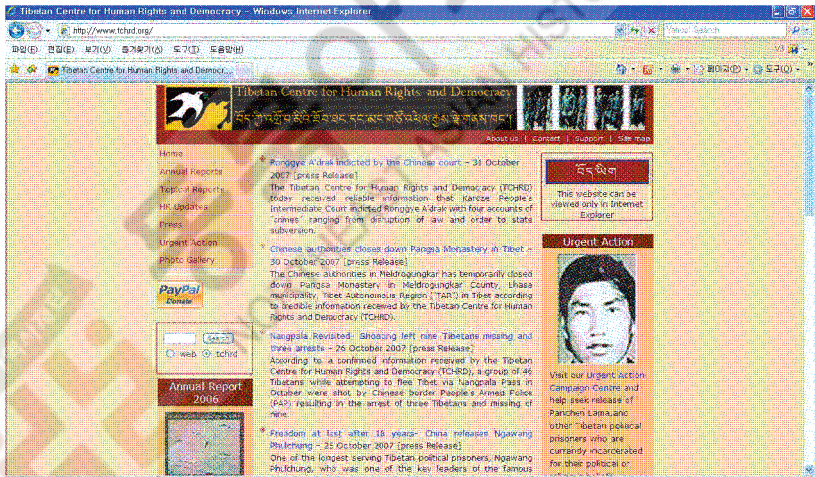 Tibetan Centre for Human Rights and Democracy - Windows Internet Explorer
http://www.tchrd.org/
Yahoo! Search
파일(F) 편집(E) 보기(V) 즐겨찾기(A) 도구(T) 도움말(H)
V3
Tibetan Centre for Human Rights and Democr...
페이지(P) 도구(O)
Tibetan Centre for Human Rights and Democracy
About us | Contact | Support | Site map
Home
Annual Reports
Topical Reports
HR Updates
Press
Urgent Action
Photo Gallery
PayPal
Donate
Search
web tchrd
Annual Report
2006
Ronggye A'drak indicted by the Chinese court - 31 October
2007 [press Release]
The Tibetan Centre for Human Rights and Democracy (TCHRD)
today received reliable information that Kardze People's
Intermediate Court indicted Ronggye A'drak with four accounts of
"crimes" ranging from disruption of law and order to state
subversion.
Chinese authorities closes down Pangsa Monastery in Tibet -
30 October 2007 [press Release]
The Chinese authorities in Meldrogungkar has temporarily closed
down Pangsa Monastery in Meldrogungkar County, Lhasa
municipality, Tibet Autonomous Region ("TAR") in Tibet according
to credible information received by the Tibetan Centre for Human
Rights and Democracy (TCHRD).
Nangpala Revisited- Shooting left nine Tibetans missing and
three arrests - 26 October 2007 [press Release]
According to a confirmed information received by the Tibetan
Centre for Human Rights and Democracy (TCHRD), a group of 46
Tibetans while attempting to flee Tibet via Nangpala Pass in
October were shot by Chinese border People's Armed Police
(PAP) resulting in the arrest of three Tibetans and missing of
nine.
Freedom at last after 18 years- China releases Ngawang
Phulchung - 25 October 2007 [press Release]
One of the longest serving Tibetan political prisoners, Ngawang
Phulchung, who was one of the key leaders of the famous
བོད་ཡིག
This website can be
viewed only in Internet
Explorer
Urgent Action
Visit our Urgent Action
Campaign Centre and
help seek release of
Panchen Lama,and
other Tibetan political
prisoners who are
currently incarcerated
for their political or